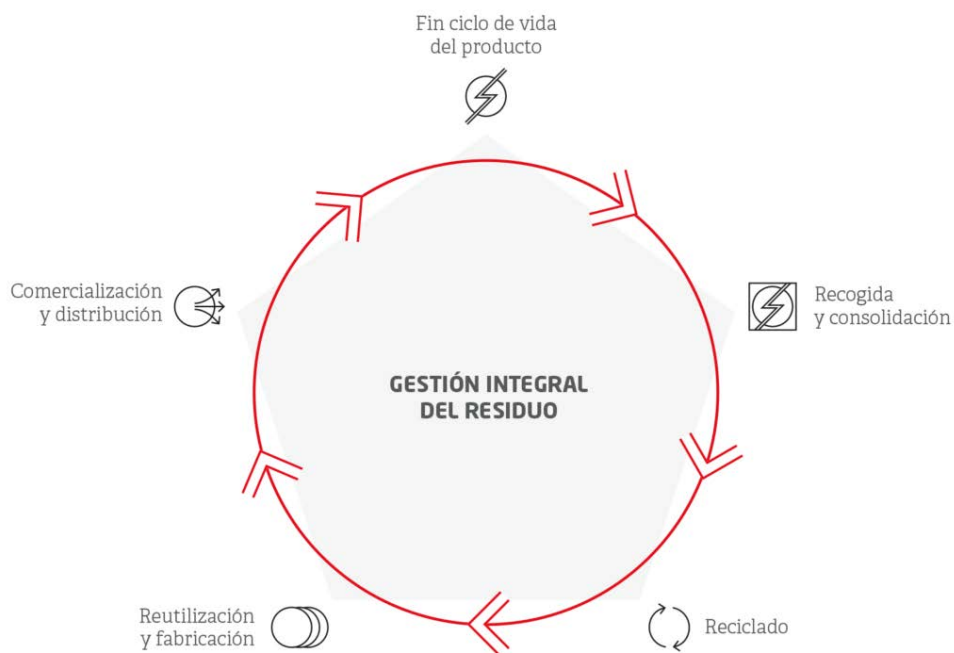 Fin ciclo de vida
del producto
Recogida
y consolidación
Reciclado
Reutilización
y fabricación
Comercialización
y distribución
GESTIÓN INTEGRAL
DEL RESIDUO